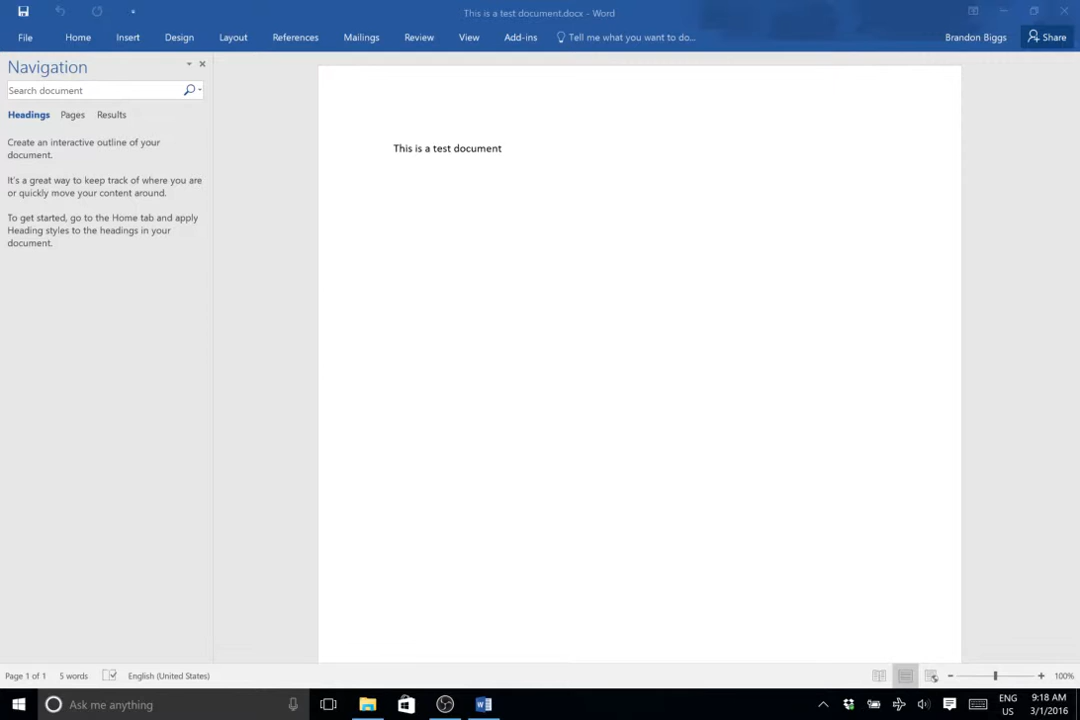 This is a test document.docx - Word
File Home Insert Design Layout References Mailings Review View Add-ins Tell me what you want to do... Brandon Biggs Share
Navigation
Search document
Headings Pages Results
Create an interactive outline of your
document.
It's a great way to keep track of where you are
or quickly move your content around.
To get started, go to the Home tab and apply
Heading styles to the headings in your
document.
This is a test document
Page 1 of 1 5 words English (United States) 100%
Ask me anything
ENG
US
9:18 AM
3/1/2016